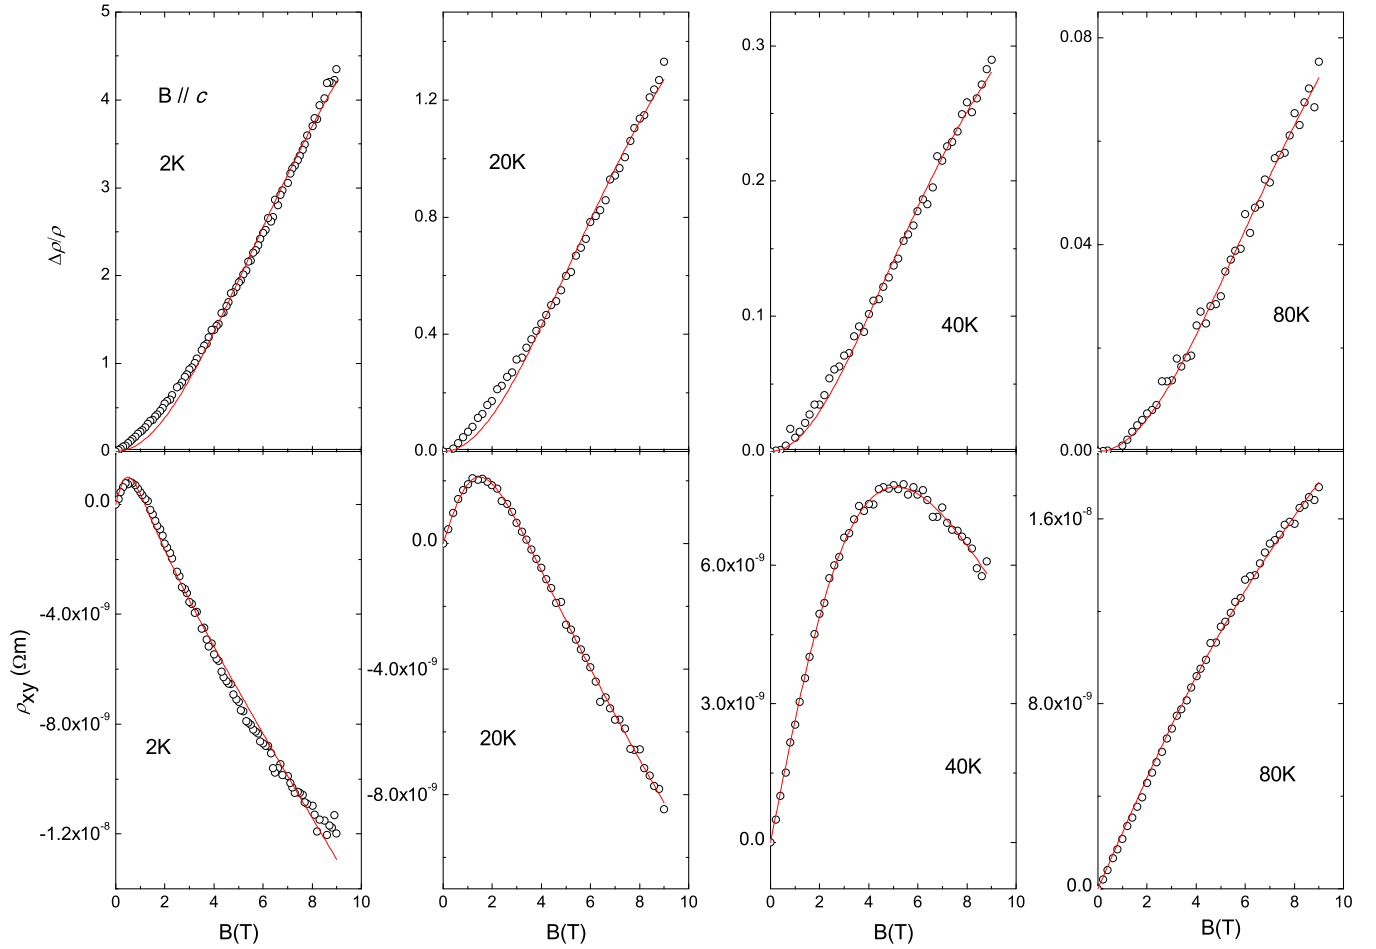 5
4
3
2
1
0
Δρ/ρ
B // c
2K
1.2
0.8
0.4
0.0
20K
0.3
0.2
0.1
0.0
40K
0.08
0.04
0.00
80K
0.0
-4.0x10⁻⁹
-8.0x10⁻⁹
-1.2x10⁻⁸
ρxy (Ωm)
2K
0 2 4 6 8 10
B(T)
0.0
-4.0x10⁻⁹
-8.0x10⁻⁹
20K
0 2 4 6 8 10
B(T)
6.0x10⁻⁹
3.0x10⁻⁹
0.0
40K
0 2 4 6 8 10
B(T)
1.6x10⁻⁸
8.0x10⁻⁹
0.0
80K
0 2 4 6 8 10
B(T)